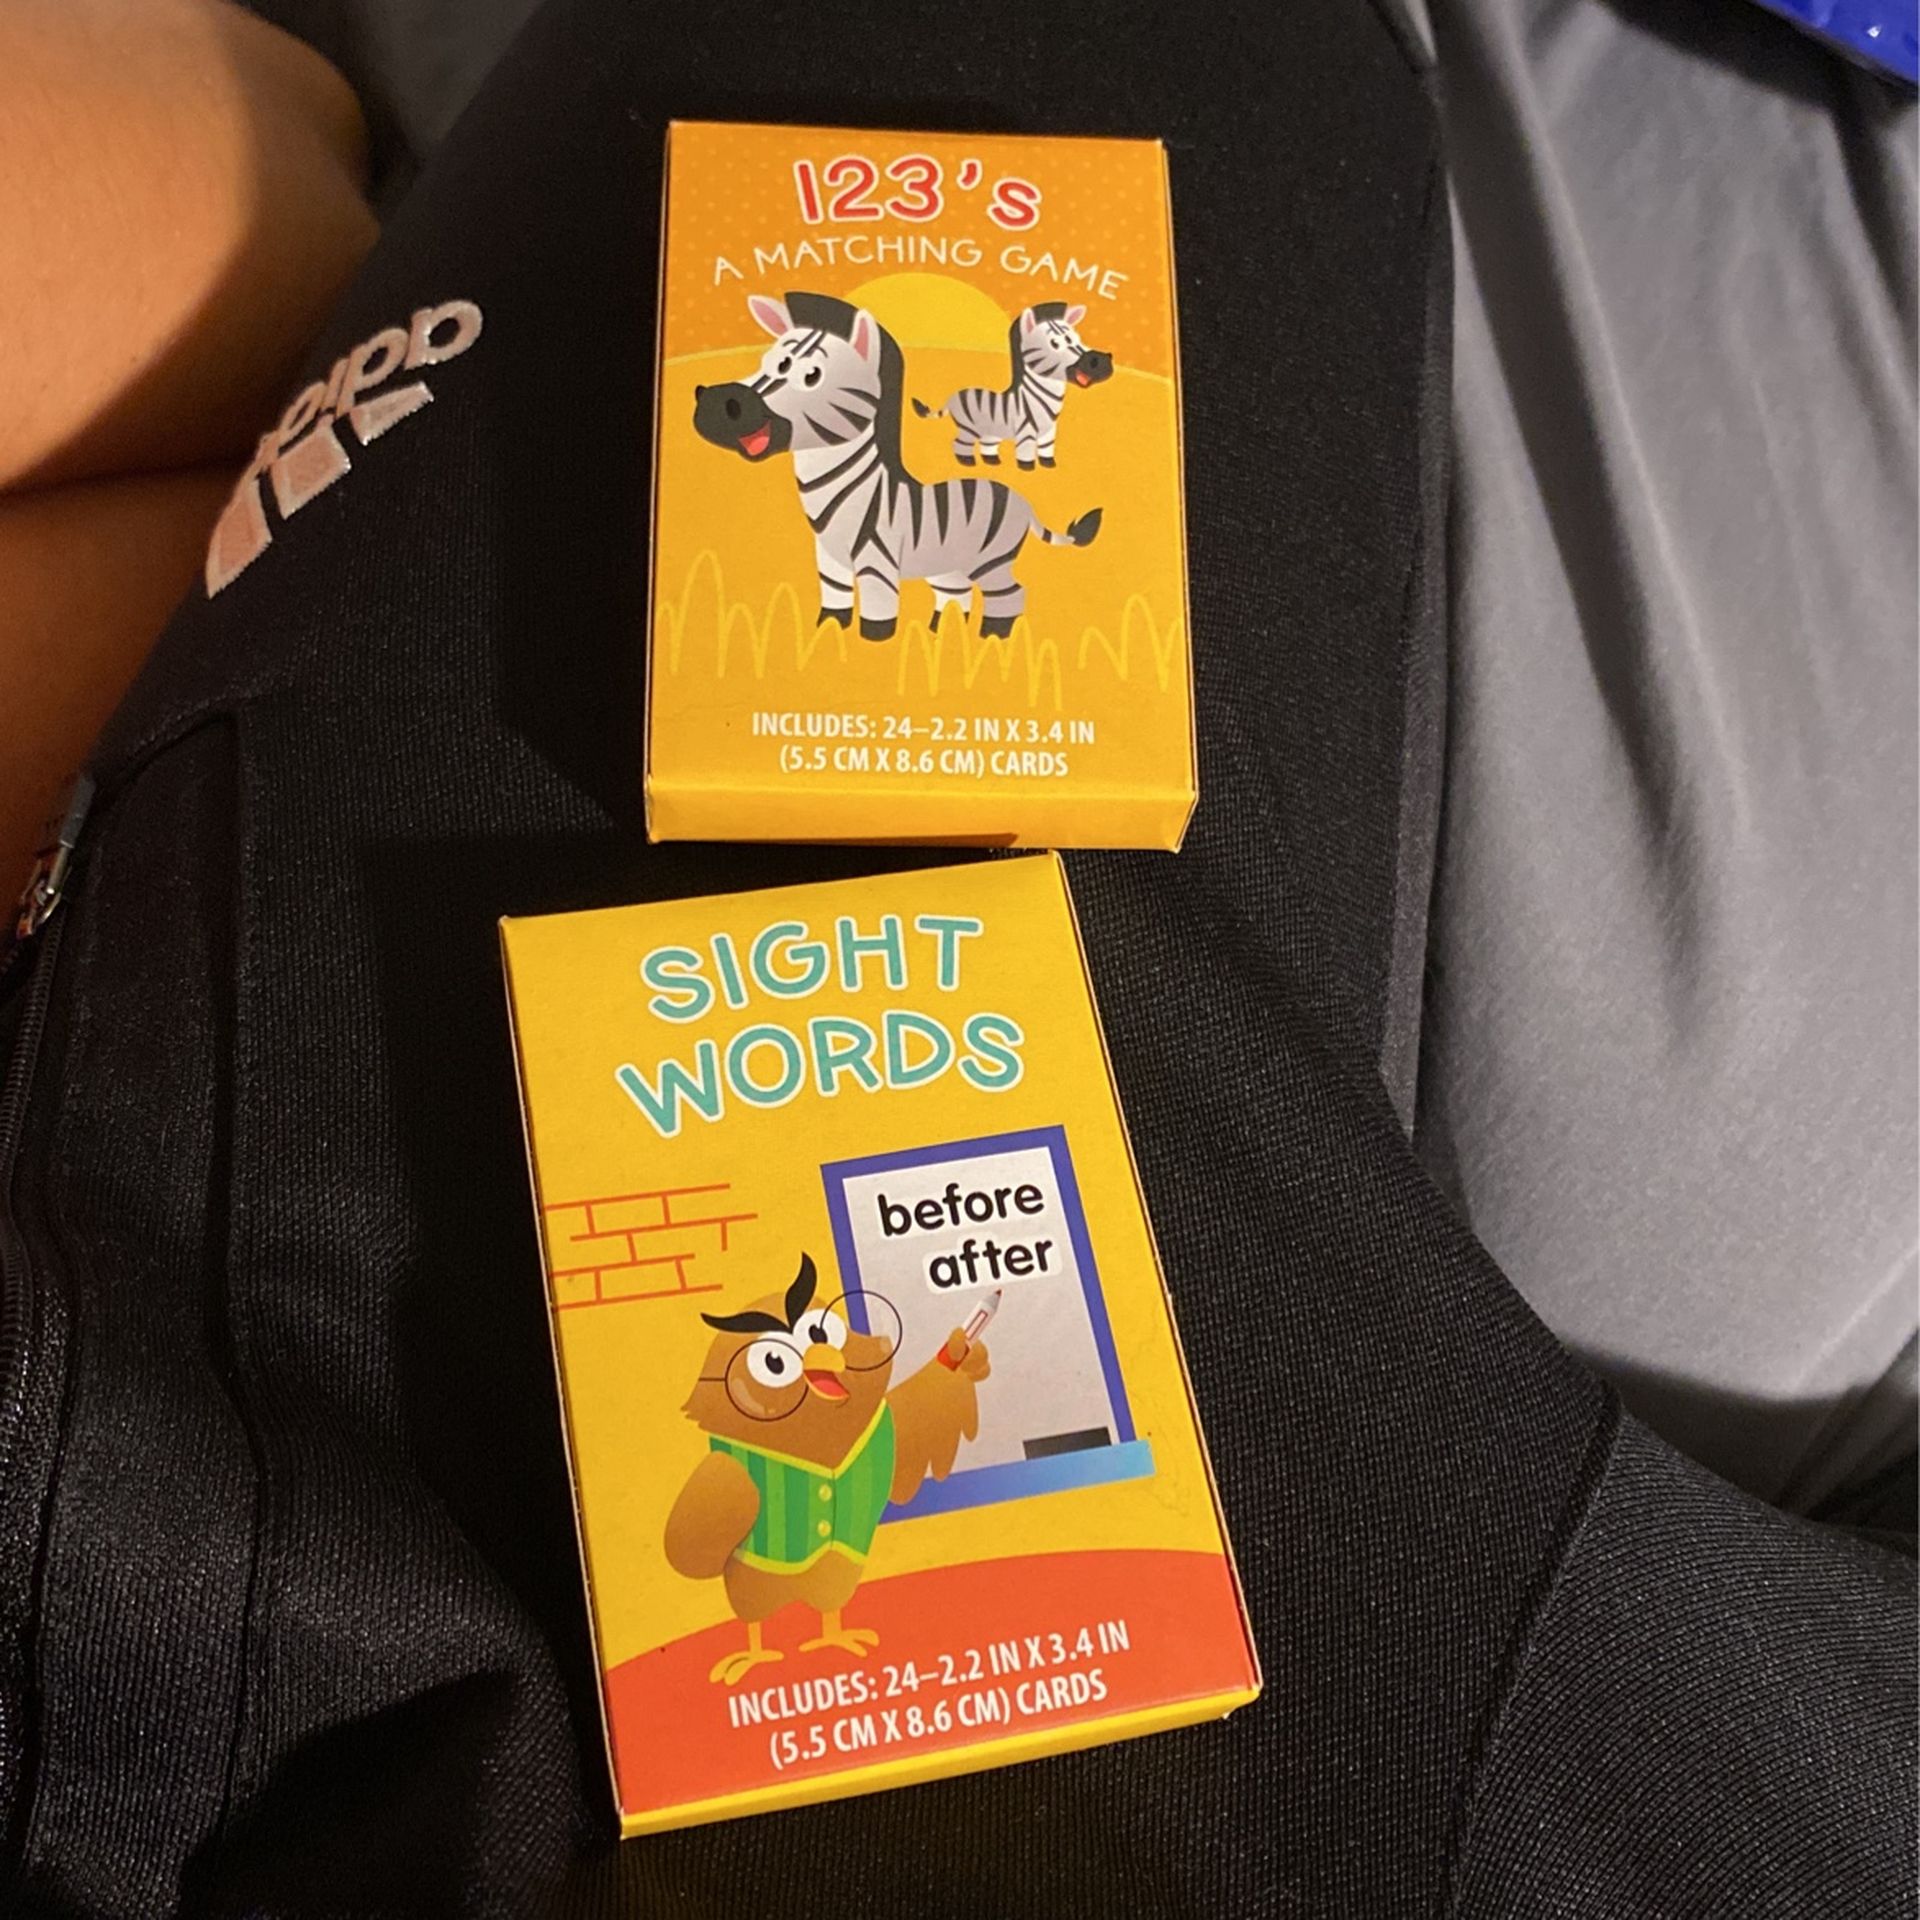 123's
A MATCHING GAME
INCLUDES: 24–2.2 IN X 3.4 IN
(5.5 CM X 8.6 CM) CARDS
adidas
SIGHT
WORDS
before
after
INCLUDES: 24–2.2 IN X 3.4 IN
(5.5 CM X 8.6 CM) CARDS